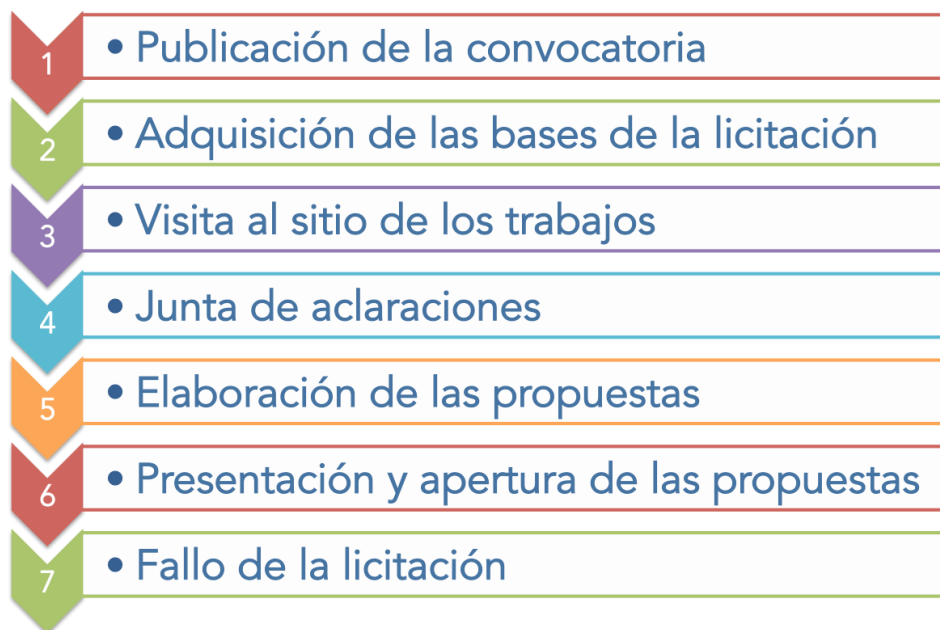 1 • Publicación de la convocatoria
2 • Adquisición de las bases de la licitación
3 • Visita al sitio de los trabajos
4 • Junta de aclaraciones
5 • Elaboración de las propuestas
6 • Presentación y apertura de las propuestas
7 • Fallo de la licitación